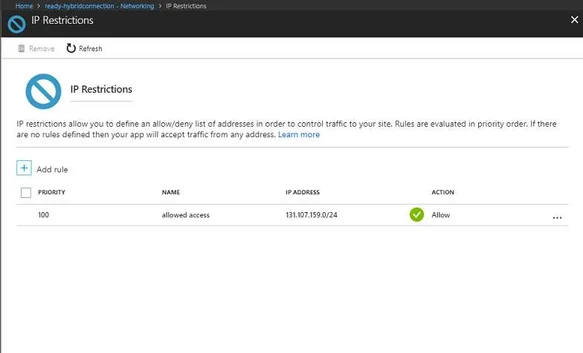 Home > ready-hybridconnection - Networking > IP Restrictions
IP Restrictions
Remove Refresh
IP Restrictions
IP restrictions allow you to define an allow/deny list of addresses in order to control traffic to your site. Rules are evaluated in priority order. If there
are no rules defined then your app will accept traffic from any address. Learn more
Add rule
PRIORITY NAME IP ADDRESS ACTION
100 allowed access 131.107.159.0/24 Allow ...